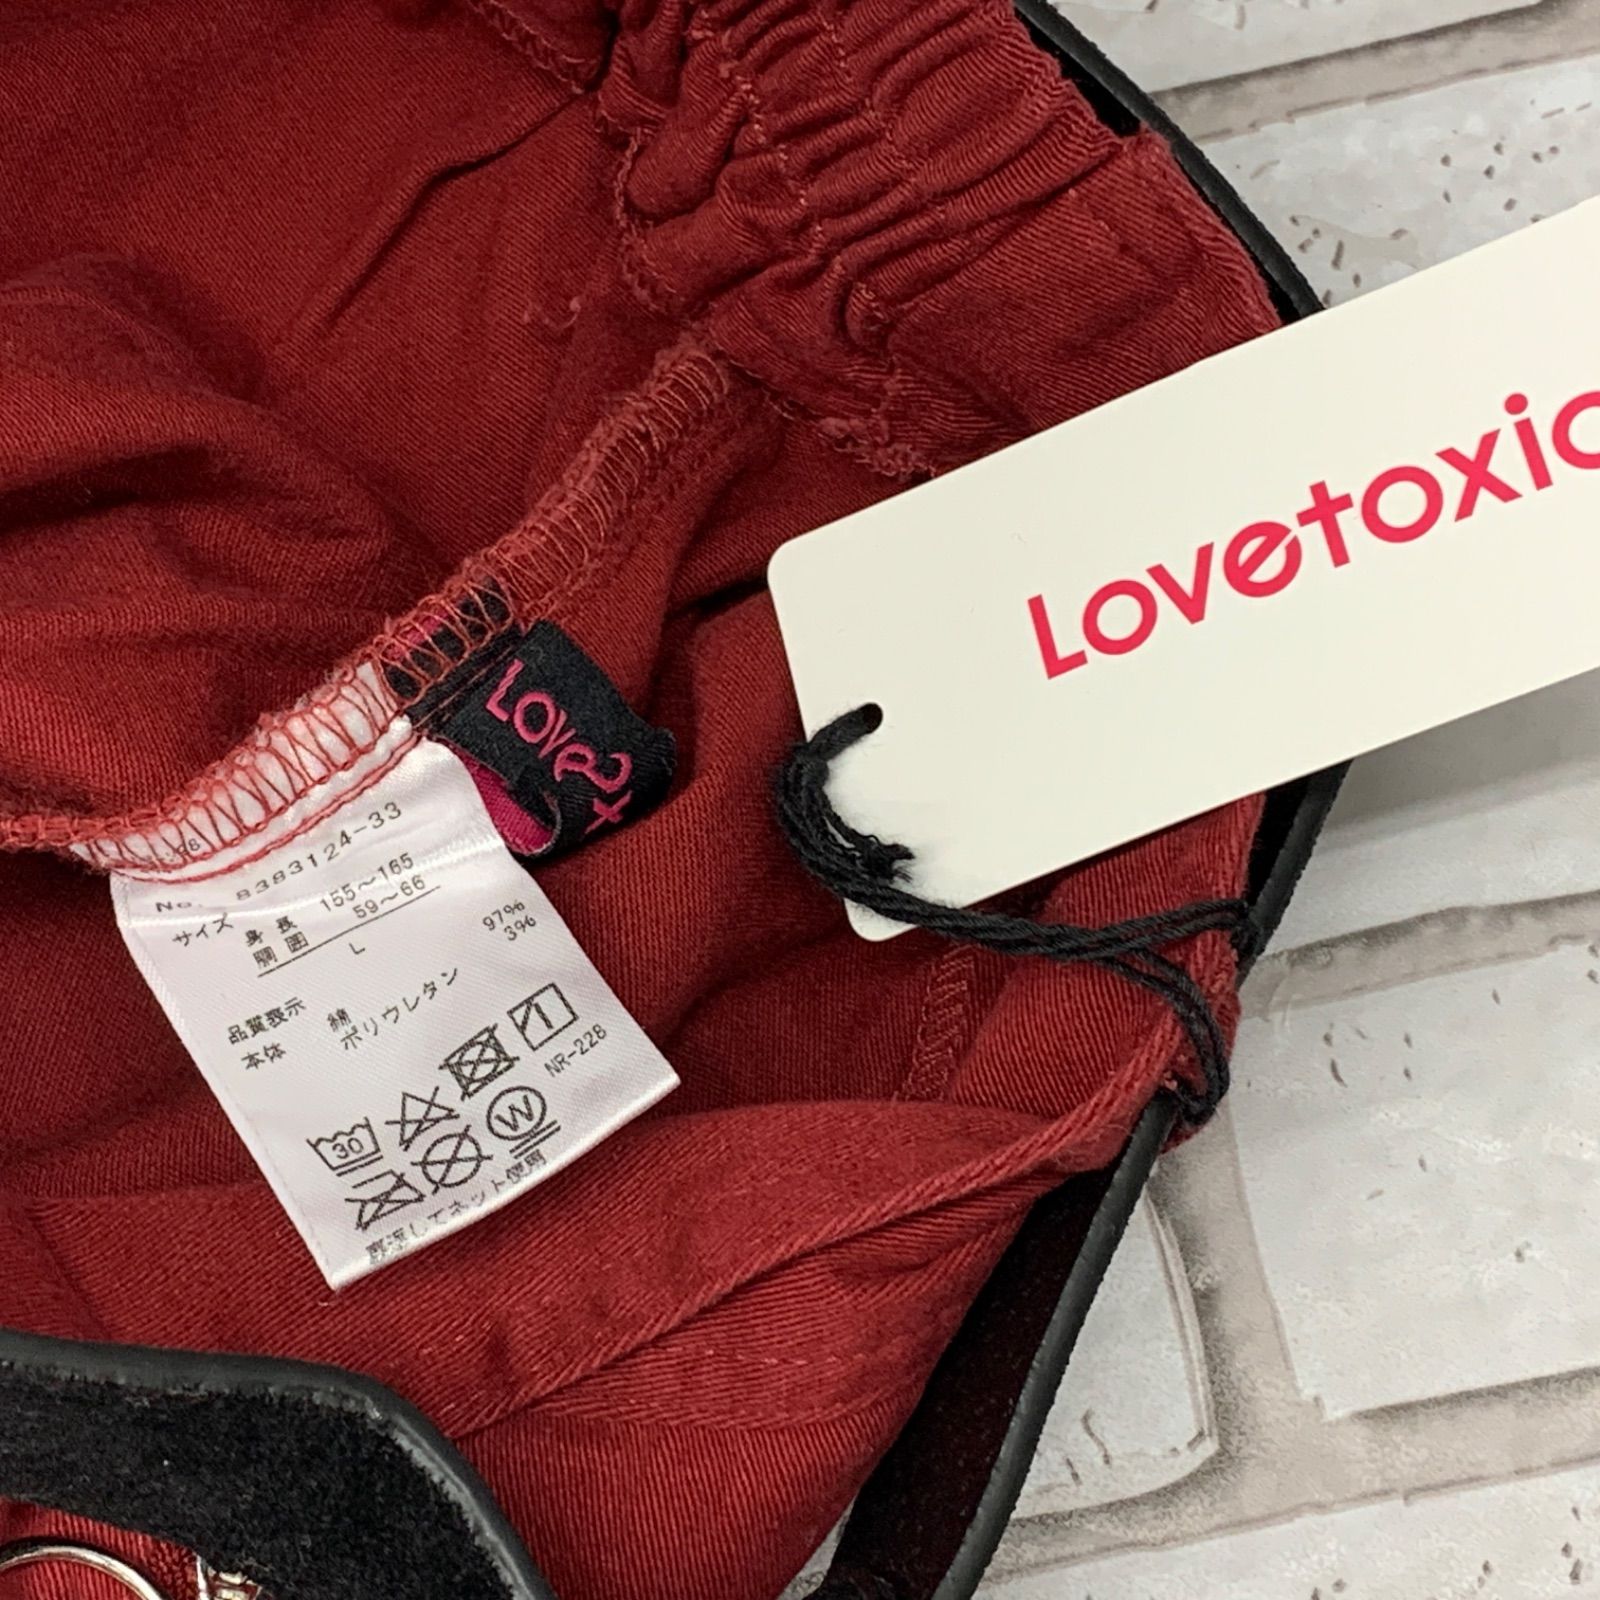 Lovetoxic
Love
No. 8383124-33
サイズ 身長 155～165
胴囲 59～66
L
品質表示
本体 綿 97%
ポリウレタン 3%
NR-228
30
W
裏返してネット使用